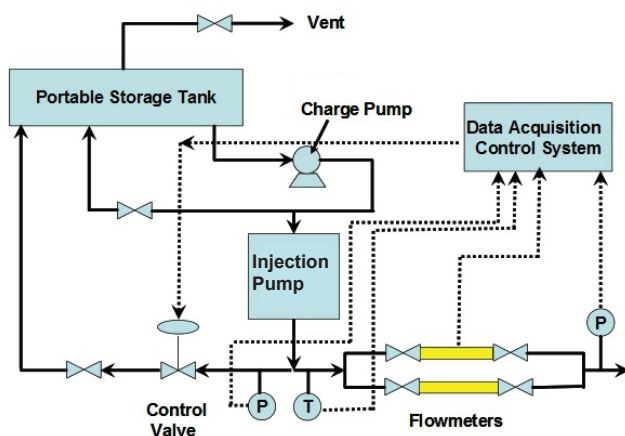 Vent
Portable Storage Tank
Charge Pump
Data Acquisition
Control System
Injection
Pump
P
P
T
Control
Valve
Flowmeters